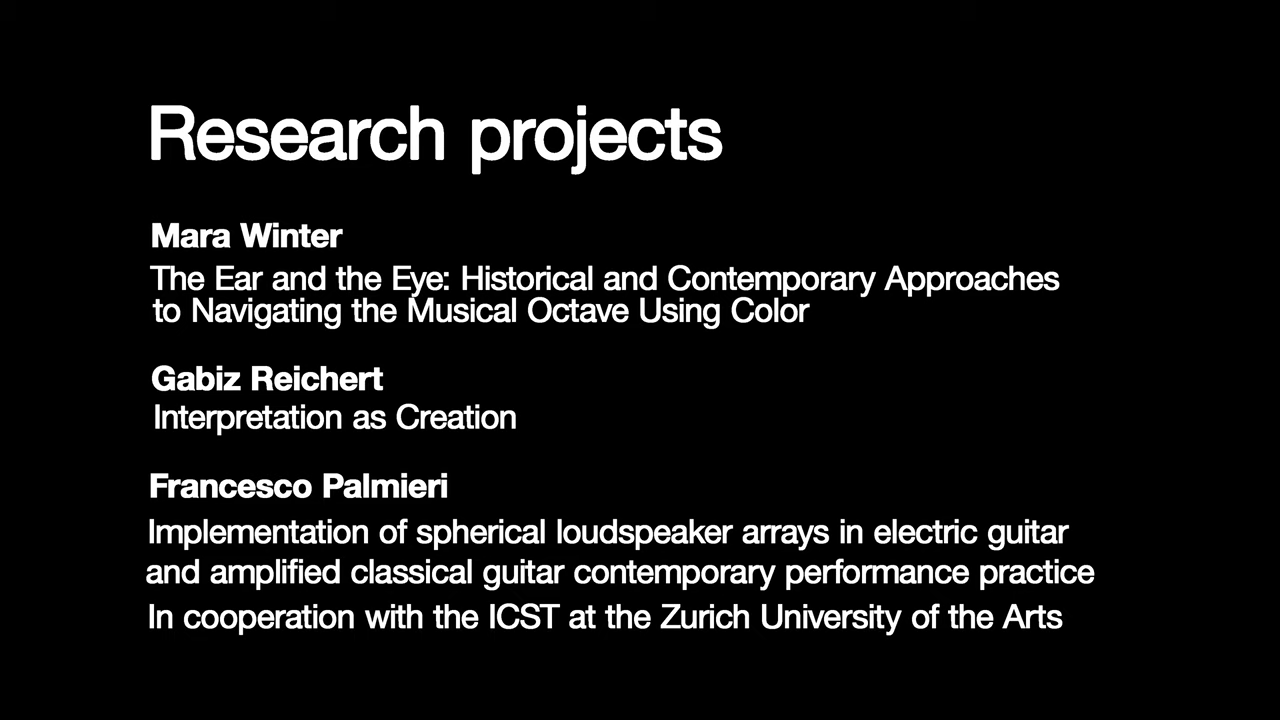 Research projects
Mara Winter
The Ear and the Eye: Historical and Contemporary Approaches
to Navigating the Musical Octave Using Color
Gabiz Reichert
Interpretation as Creation
Francesco Palmieri
Implementation of spherical loudspeaker arrays in electric guitar
and amplified classical guitar contemporary performance practice
In cooperation with the ICST at the Zurich University of the Arts